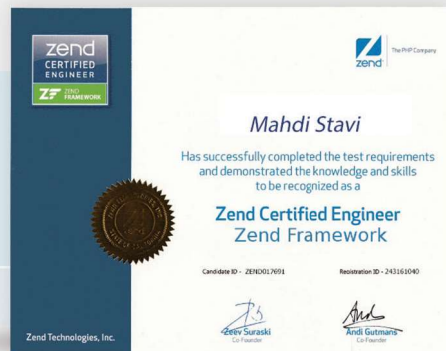 zend
CERTIFIED
ENGINEER
ZF ZEND
FRAMEWORK
zend
The PHP Company
Mahdi Stavi
Has successfully completed the test requirements
and demonstrated the knowledge and skills
to be recognized as a
Zend Certified Engineer
Zend Framework
Candidate ID - ZEND017691
Registration ID - 243161040
Zeev Suraski
Co Founder
Andi Gutmans
Co Founder
Zend Technologies, Inc.